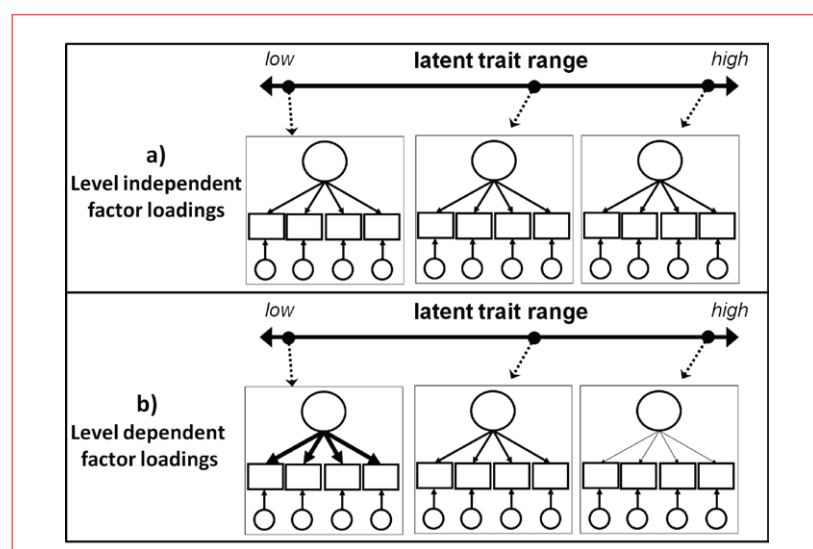 low latent trait range high
a)
Level independent
factor loadings
low latent trait range high
b)
Level dependent
factor loadings